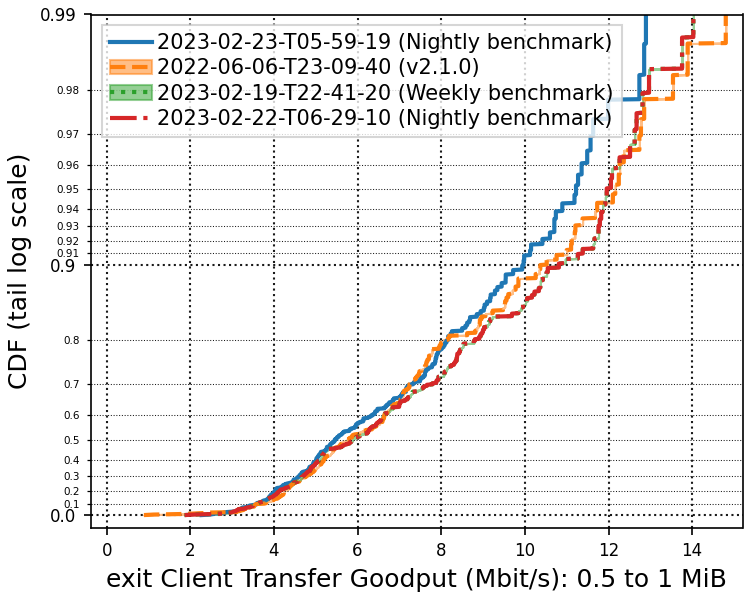 0.99
0.98
0.97
0.96
0.95
0.94
0.93
0.92
0.91
0.9
0.8
0.7
0.6
0.5
0.4
0.3
0.2
0.1
0.0
CDF (tail log scale)
2023-02-23-T05-59-19 (Nightly benchmark)
2022-06-06-T23-09-40 (v2.1.0)
2023-02-19-T22-41-20 (Weekly benchmark)
2023-02-22-T06-29-10 (Nightly benchmark)
0 2 4 6 8 10 12 14
exit Client Transfer Goodput (Mbit/s): 0.5 to 1 MiB